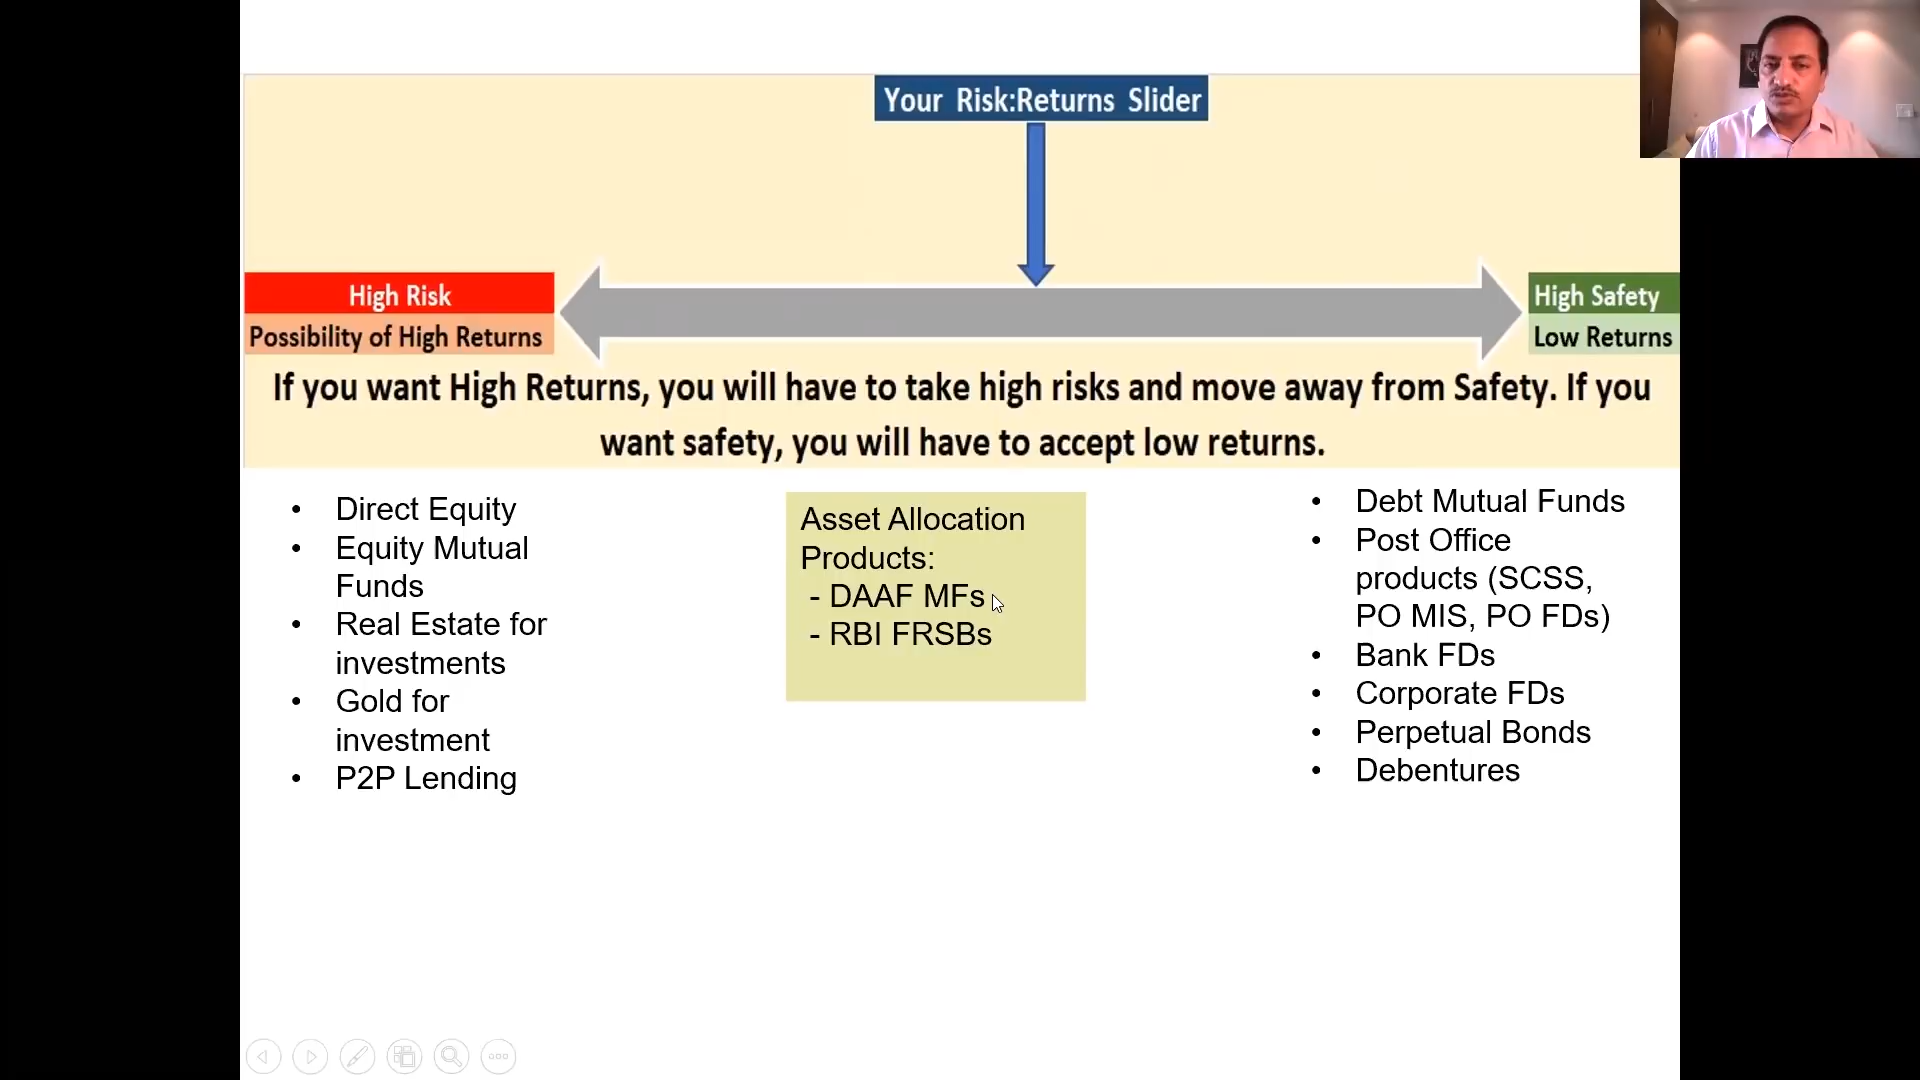 Your Risk:Returns Slider
High Risk
Possibility of High Returns
High Safety
Low Returns
If you want High Returns, you will have to take high risks and move away from Safety. If you
want safety, you will have to accept low returns.
• Direct Equity
• Equity Mutual
Funds
• Real Estate for
investments
• Gold for
investment
• P2P Lending
Asset Allocation
Products:
- DAAF MFs
- RBI FRSBs
• Debt Mutual Funds
• Post Office
products (SCSS,
PO MIS, PO FDs)
• Bank FDs
• Corporate FDs
• Perpetual Bonds
• Debentures